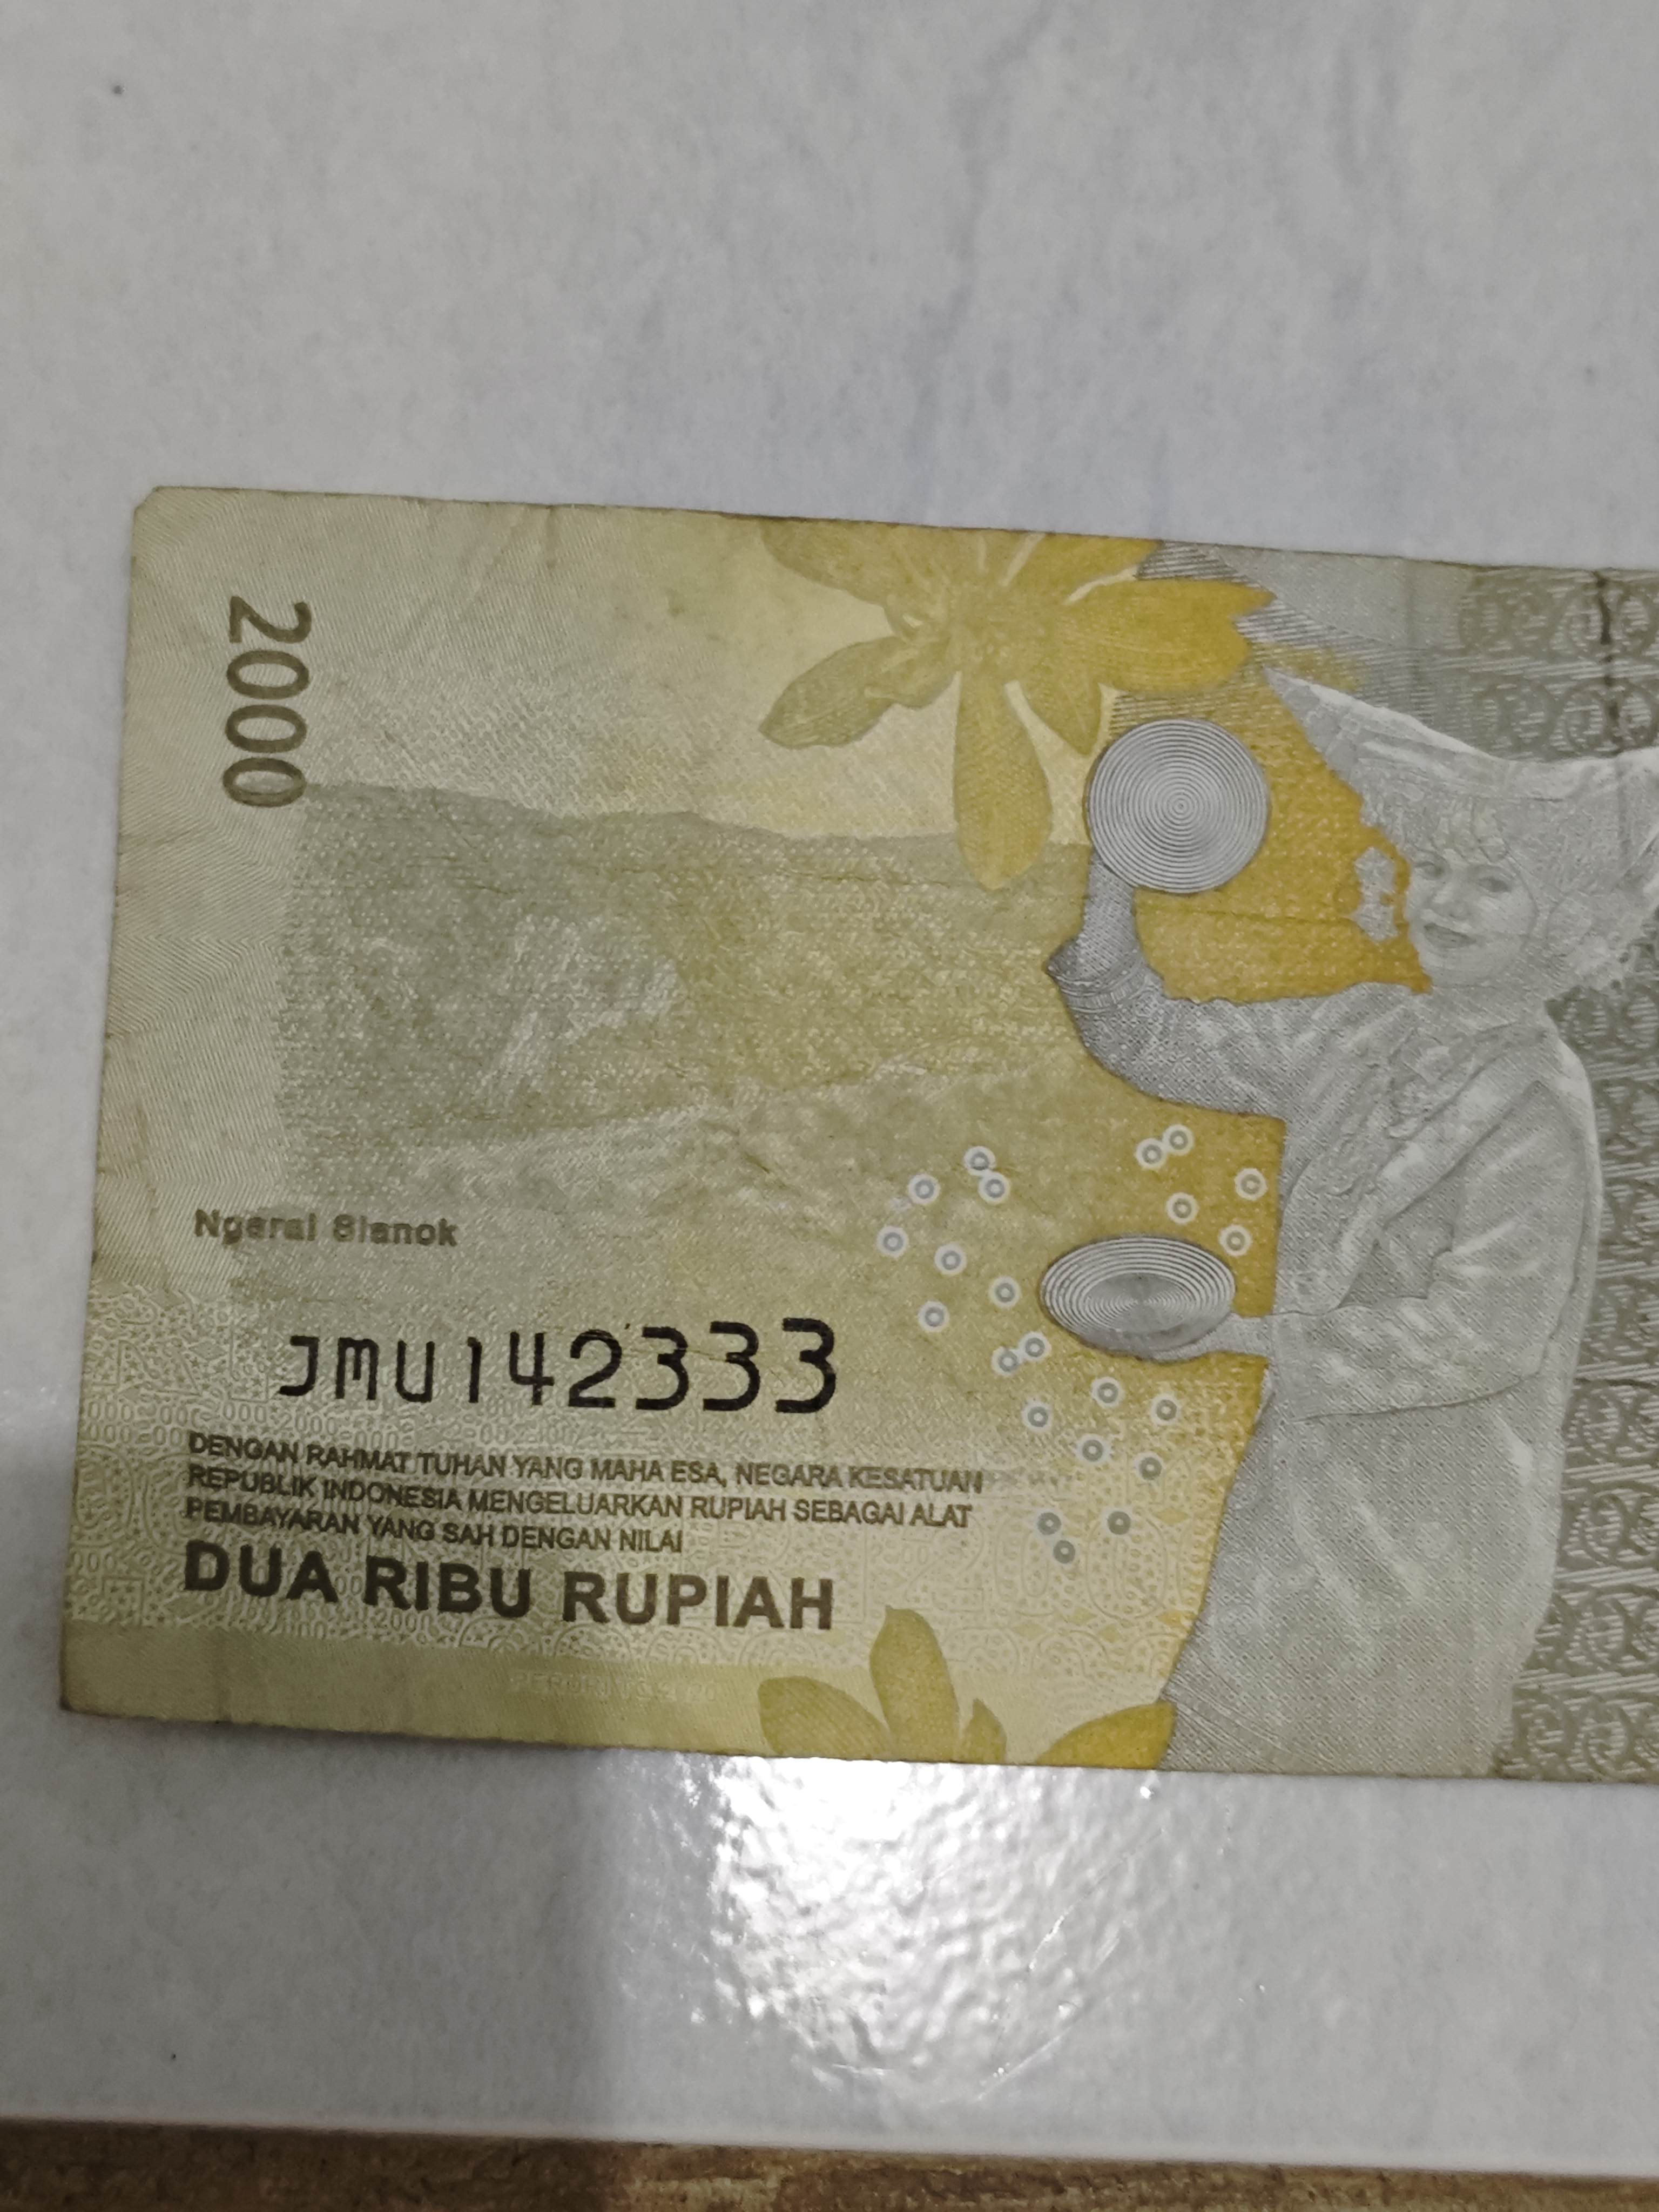 2000
Ngarai Sianok
JMU142333
DENGAN RAHMAT TUHAN YANG MAHA ESA, NEGARA KESATUAN
REPUBLIK INDONESIA MENGELUARKAN RUPIAH SEBAGAI ALAT
PEMBAYARAN YANG SAH DENGAN NILAI
DUA RIBU RUPIAH